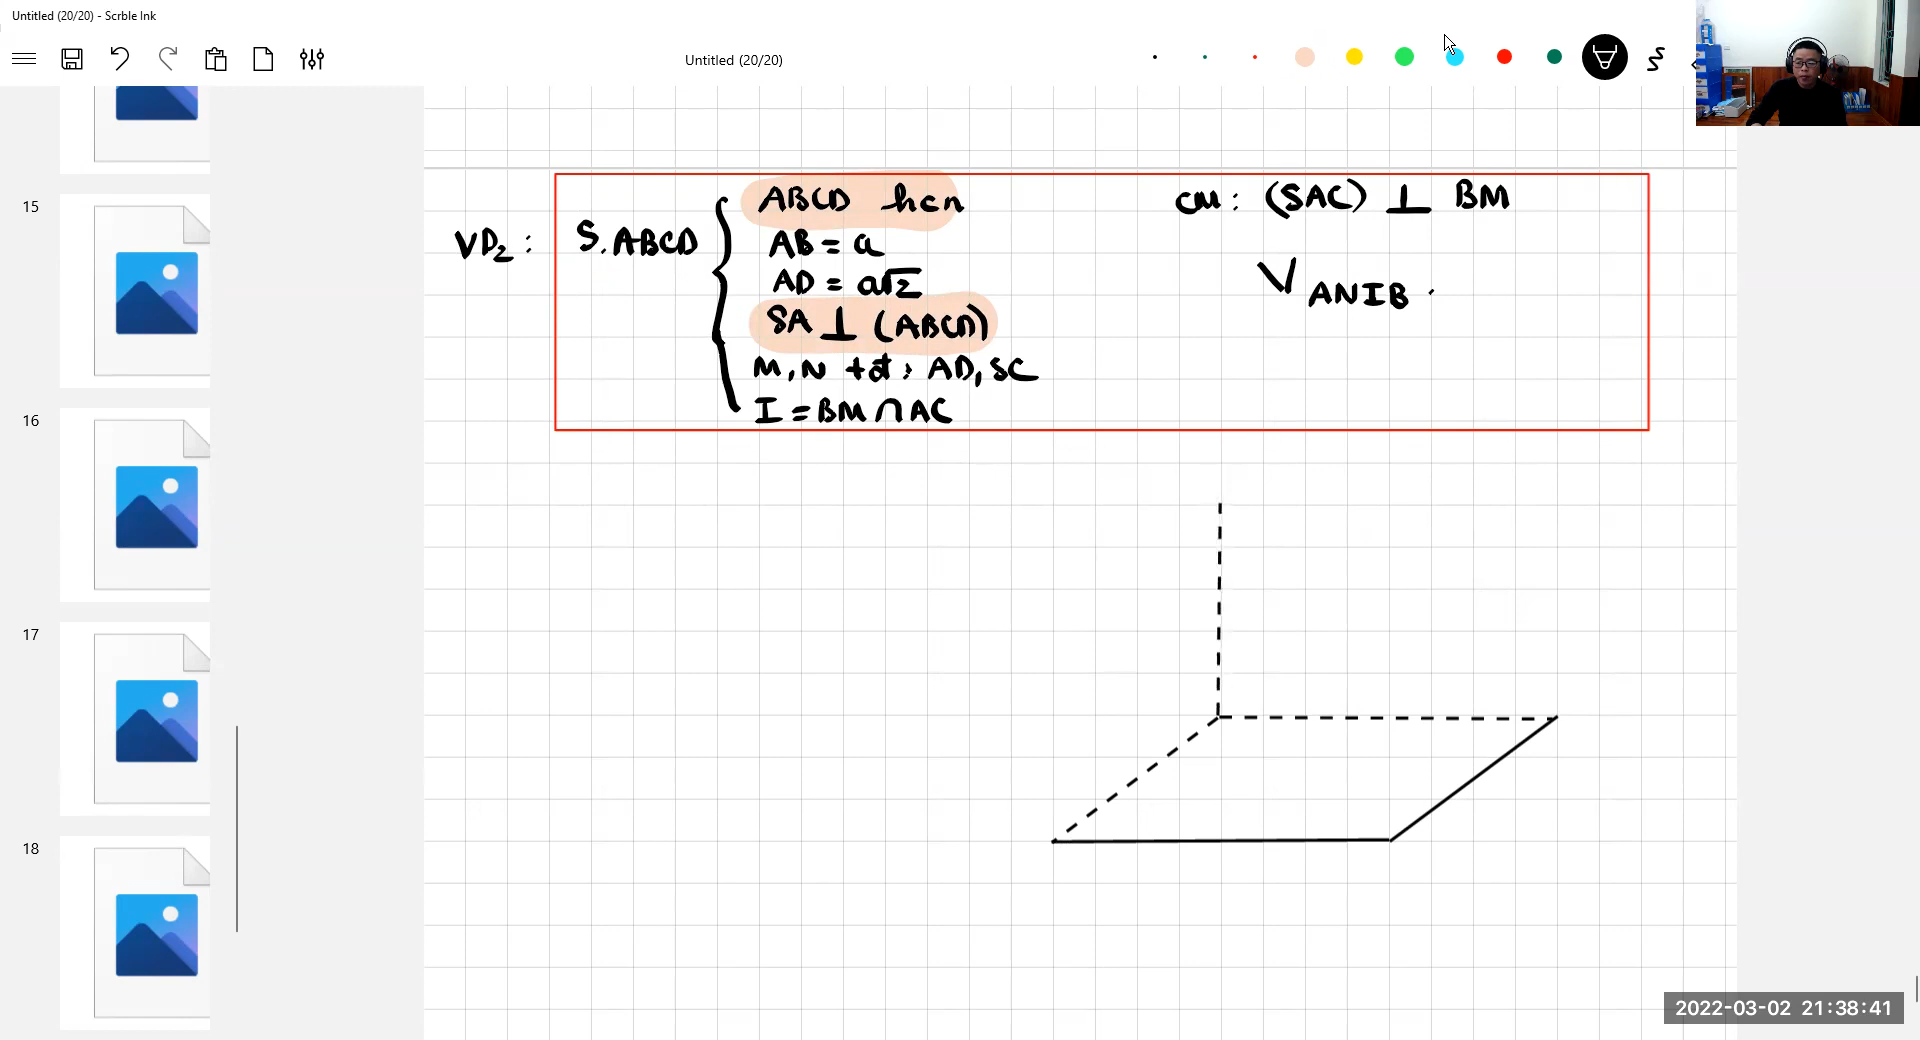 Untitled (20/20) - Scrble Ink
Untitled (20/20)
15
16
17
18
VD2 :
S.ABCD
ABCD hcn
AB = a
AD = a√2
SA ⊥ (ABCD)
M, N tđ : AD, SC
I = BM ∩ AC
CM : (SAC) ⊥ BM
V ANIB .
2022-03-02 21:38:41